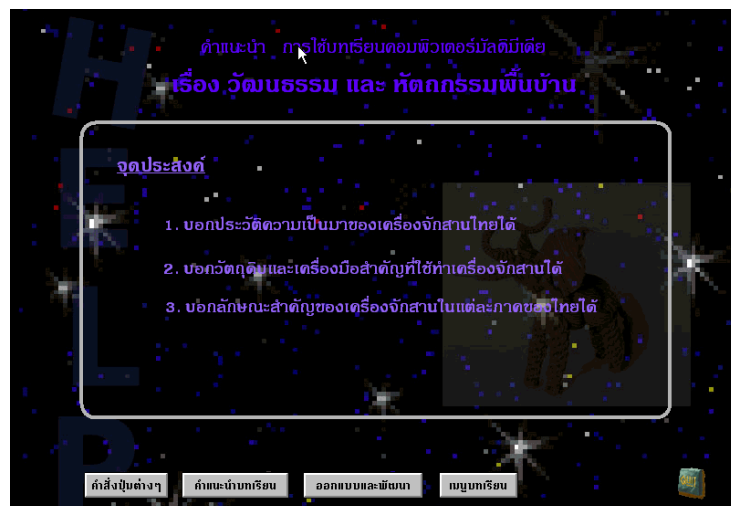 คำแนะนำ การใช้บทเรียนคอมพิวเตอร์มัลติมีเดีย
เรื่อง วัฒนธรรม และ หัตถกรรมพื้นบ้าน
จุดประสงค์
1. บอกประวัติความเป็นมาของเครื่องจักสานไทยได้
2. บอกวัตถุดิบและเครื่องมือสำคัญที่ใช้ทำเครื่องจักสานได้
3. บอกลักษณะสำคัญของเครื่องจักสานในแต่ละภาคของไทยได้
HELP
คำสั่งปุ่มต่างๆ
คำแนะนำบทเรียน
ออกแบบและพัฒนา
เมนูบทเรียน